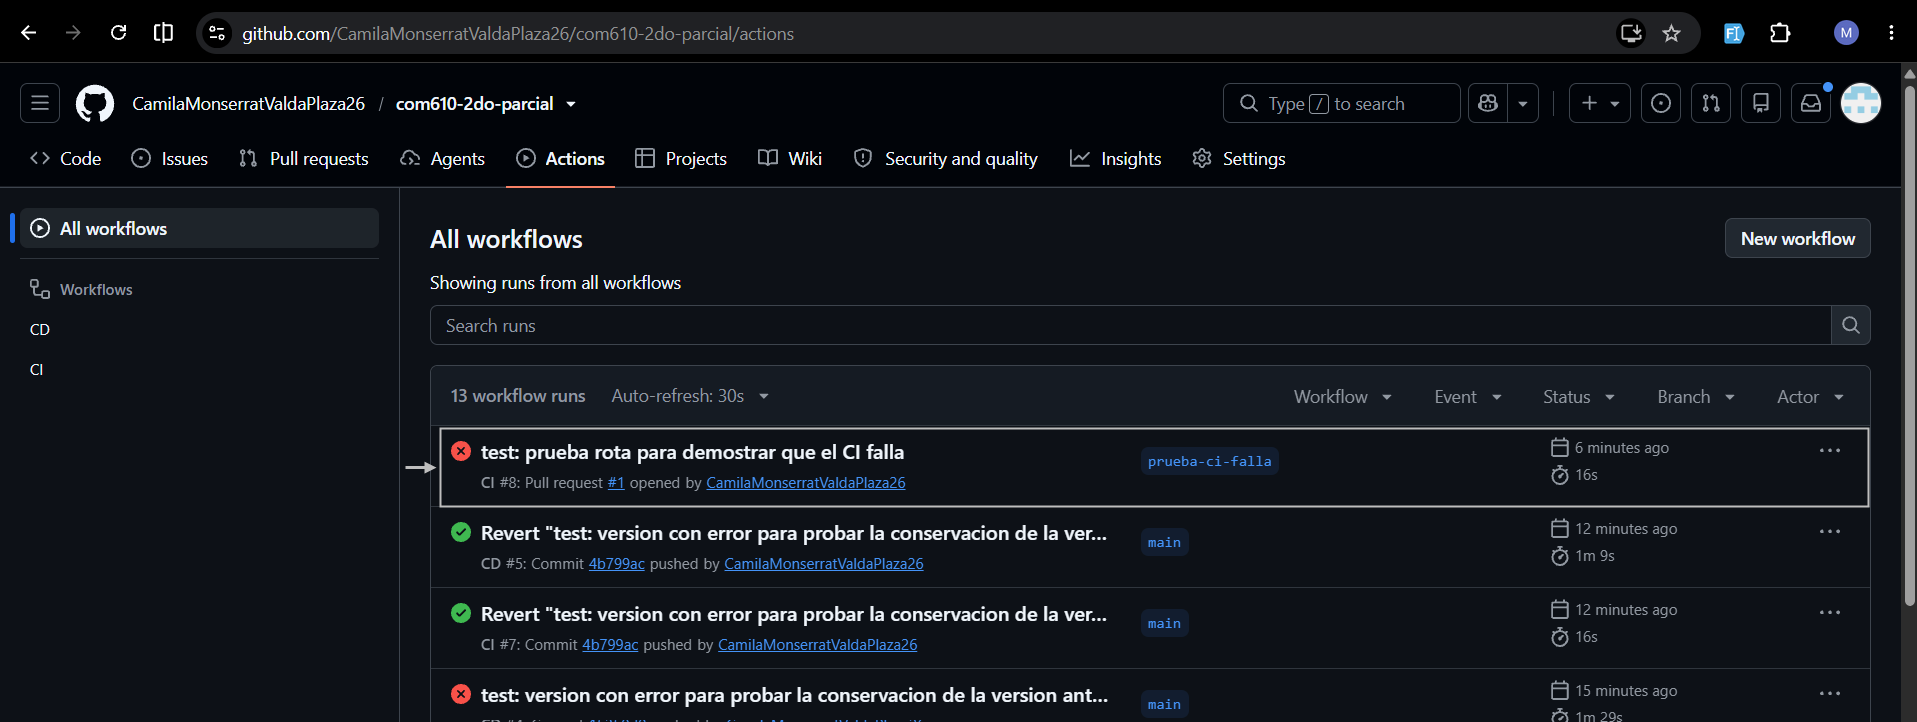 github.com/CamilaMonserratValdaPlaza26/com610-2do-parcial/actions
M
CamilaMonserratValdaPlaza26 / com610-2do-parcial
Type / to search
Code Issues Pull requests Agents Actions Projects Wiki Security and quality Insights Settings
All workflows
Workflows
CD
CI
All workflows
New workflow
Showing runs from all workflows
Search runs
13 workflow runs Auto-refresh: 30s Workflow Event Status Branch Actor
test: prueba rota para demostrar que el CI falla
CI #8: Pull request #1 opened by CamilaMonserratValdaPlaza26
prueba-ci-falla
6 minutes ago
16s
Revert "test: version con error para probar la conservacion de la ver...
CD #5: Commit 4b799ac pushed by CamilaMonserratValdaPlaza26
main
12 minutes ago
1m 9s
Revert "test: version con error para probar la conservacion de la ver...
CI #7: Commit 4b799ac pushed by CamilaMonserratValdaPlaza26
main
12 minutes ago
16s
test: version con error para probar la conservacion de la version ant...
main
15 minutes ago
1m 29s